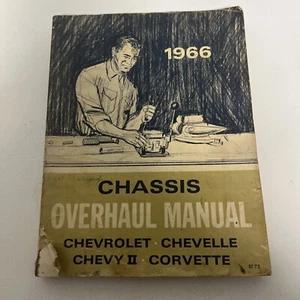 1966
CHASSIS
OVERHAUL MANUAL
CHEVROLET · CHEVELLE
CHEVY II · CORVETTE